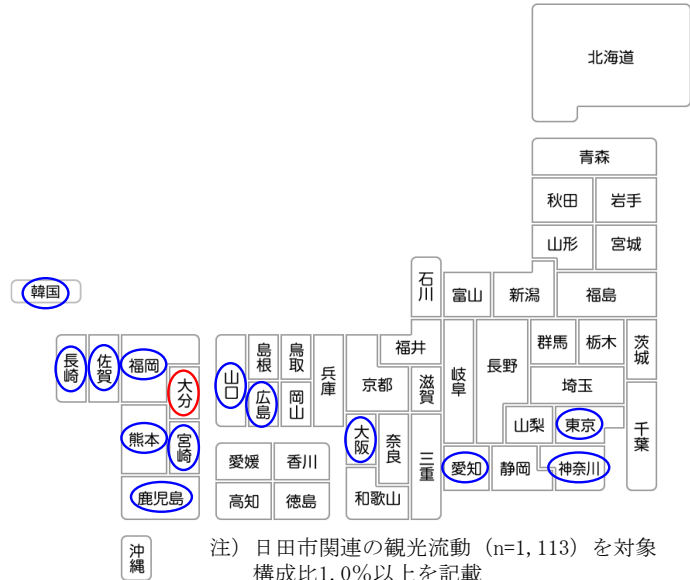 北海道
青森
秋田
岩手
山形
宮城
石川
富山
新潟
福島
韓国
長崎
佐賀
福岡
大分
山口
島根
鳥取
広島
岡山
兵庫
福井
京都
滋賀
岐阜
長野
群馬
栃木
茨城
埼玉
山梨
東京
千葉
熊本
宮崎
愛媛
香川
大阪
奈良
三重
愛知
静岡
神奈川
鹿児島
高知
徳島
和歌山
沖縄
注) 日田市関連の観光流動 (n=1,113) を対象
構成比1.0%以上を記載